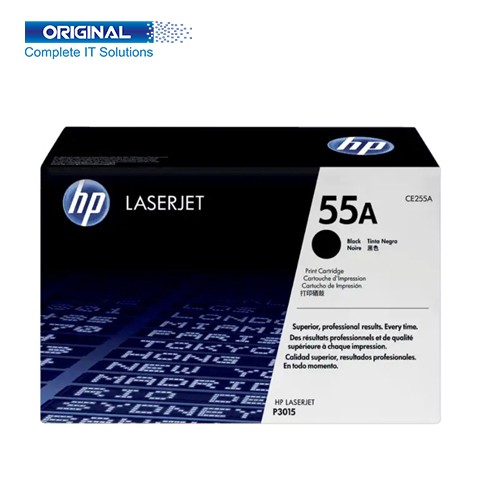 ORIGINAL
Complete IT Solutions
hp
hp
LASERJET
55A
CE255A
Black Tinta Negra
Noire 黑色
Print Cartridge
Cartouche d'impression
Cartucho de Impresión
打印硒鼓
Superior, professional results. Every time.
Des résultats professionnels et de qualité
supérieure à chaque impression.
Calidad superior, resultados profesionales.
En todo momento.
HP LASERJET
P3015